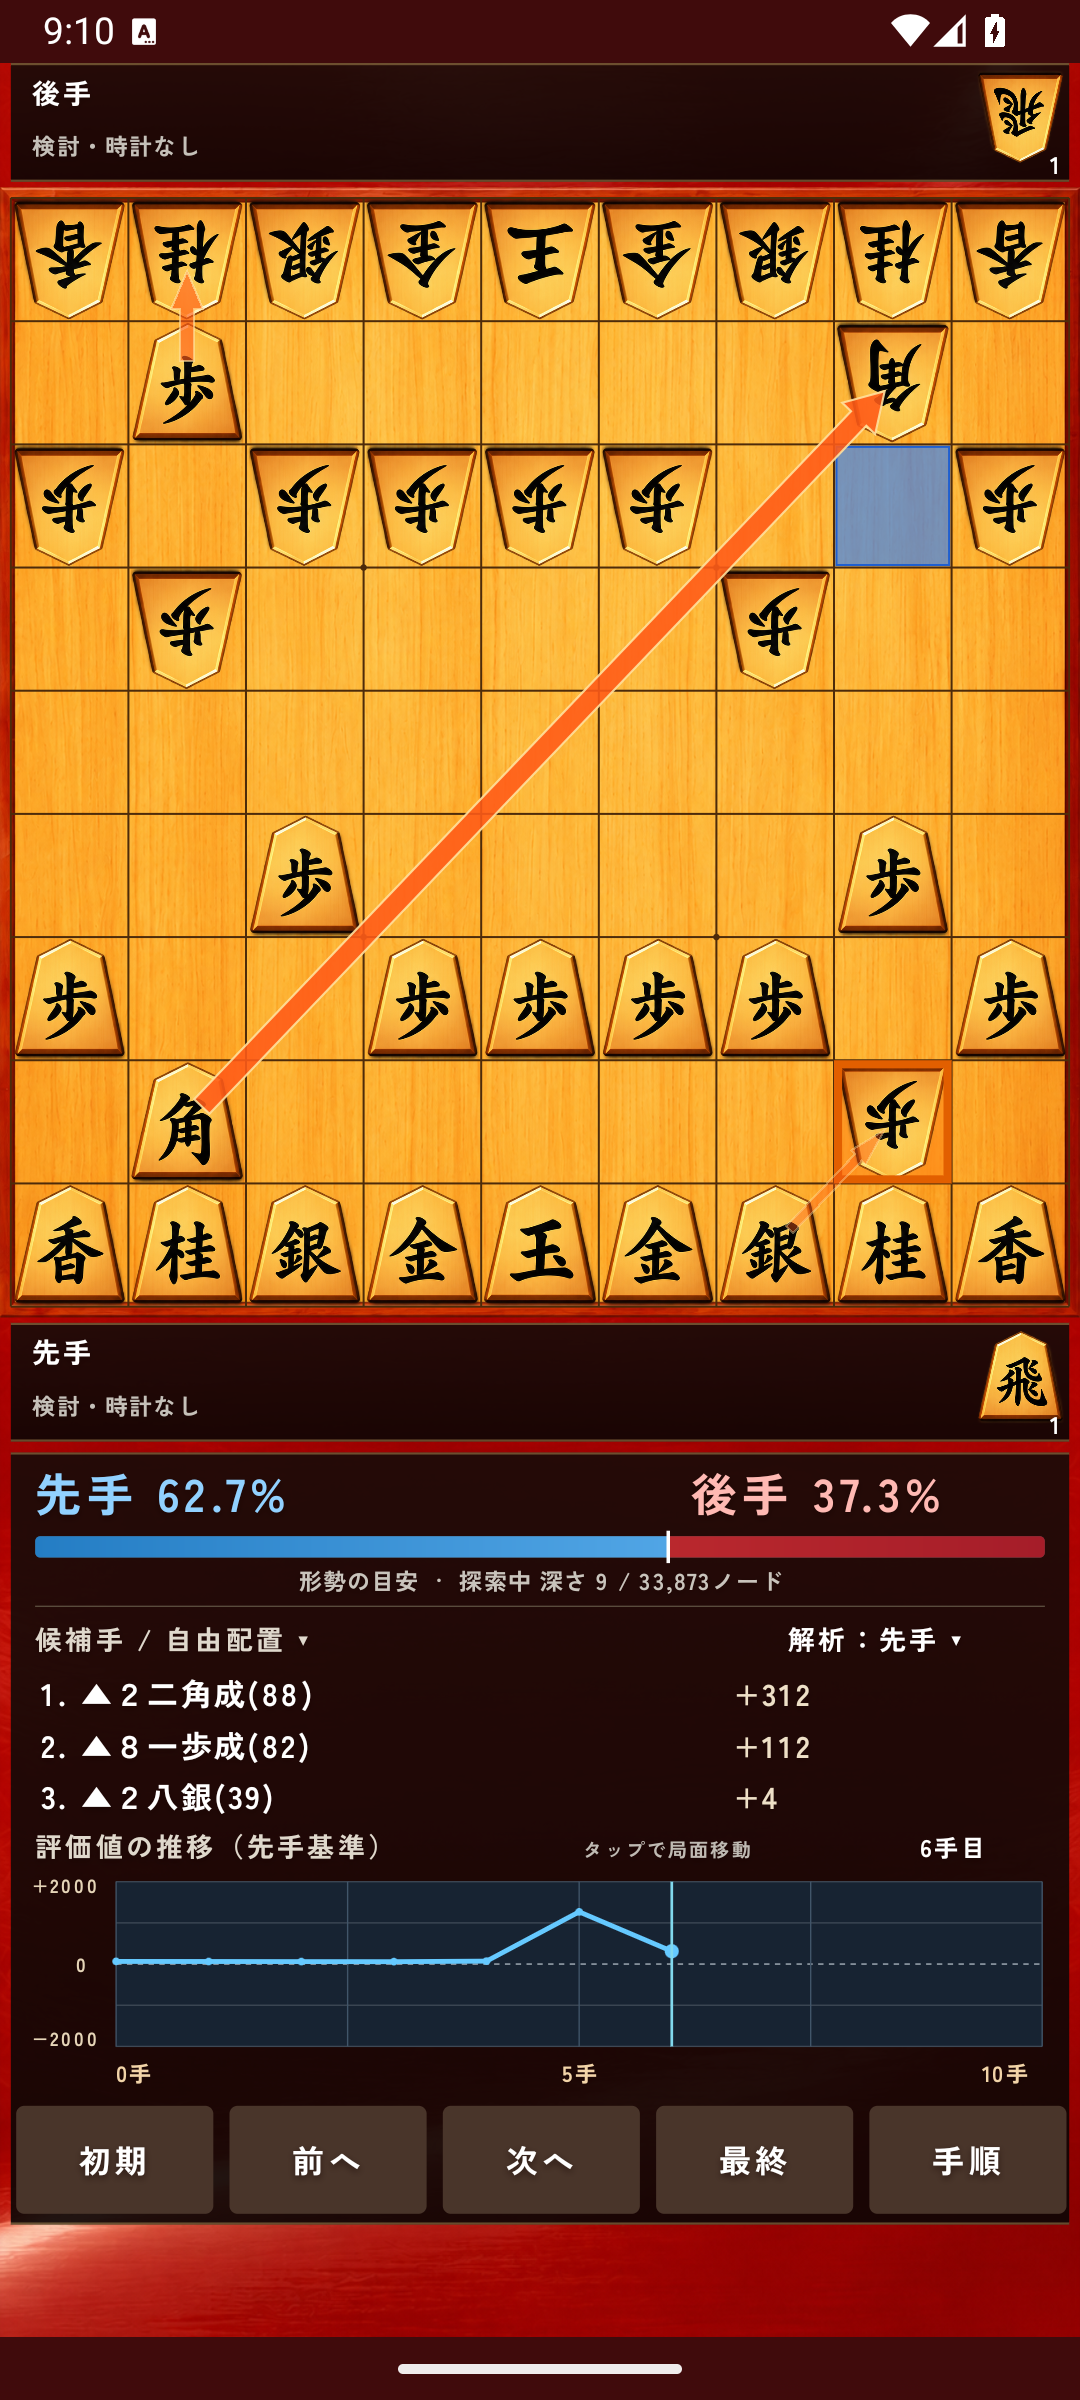 9:10 A
後手
検討・時計なし
飛
1
香 桂 銀 金 王 金 銀 桂 香
歩 角
歩 歩 歩 歩 歩 歩
歩 歩
歩 歩
歩 歩 歩 歩 歩 歩
角 歩
香 桂 銀 金 玉 金 銀 桂 香
先手
検討・時計なし
飛
1
先手 62.7% 後手 37.3%
形勢の目安 · 探索中 深さ 9 / 33,873ノード
候補手 / 自由配置 ▾ 解析：先手 ▾
1. ▲２二角成(88) +312
2. ▲８一歩成(82) +112
3. ▲２八銀(39) +4
評価値の推移（先手基準） タップで局面移動 6手目
+2000
0
−2000
0手 5手 10手
初期 前へ 次へ 最終 手順